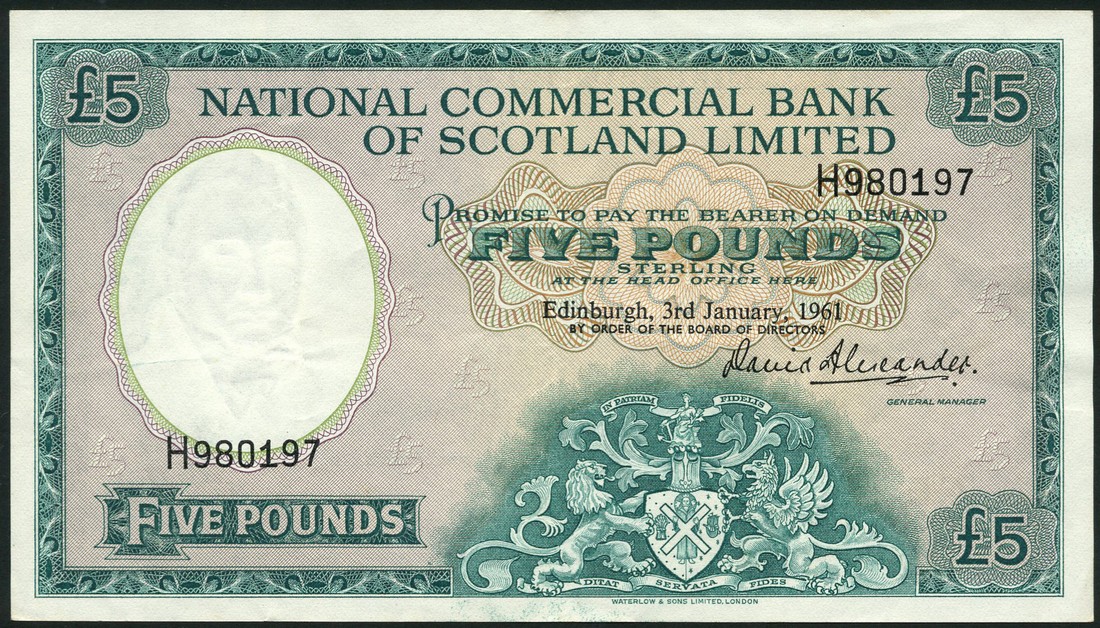 £5
£5
NATIONAL COMMERCIAL BANK
OF SCOTLAND LIMITED
H980197
PROMISE TO PAY THE BEARER ON DEMAND
FIVE POUNDS
STERLING
AT THE HEAD OFFICE HERE
Edinburgh, 3rd January, 1961
BY ORDER OF THE BOARD OF DIRECTORS
David Alexander.
GENERAL MANAGER
H980197
FIVE POUNDS
IN PATRIAM FIDELIS
DITAT SERVATA FIDES
£5
WATERLOW & SONS LIMITED, LONDON